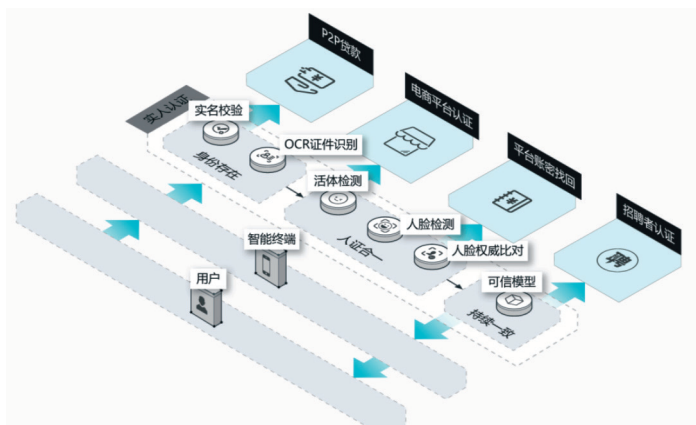 P2P贷款
电商平台认证
平台账密找回
招聘者认证
实人认证
实名校验
OCR证件识别
身份存在
活体检测
人脸检测
人脸权威比对
人证合一
可信模型
持续一致
智能终端
用户
聘